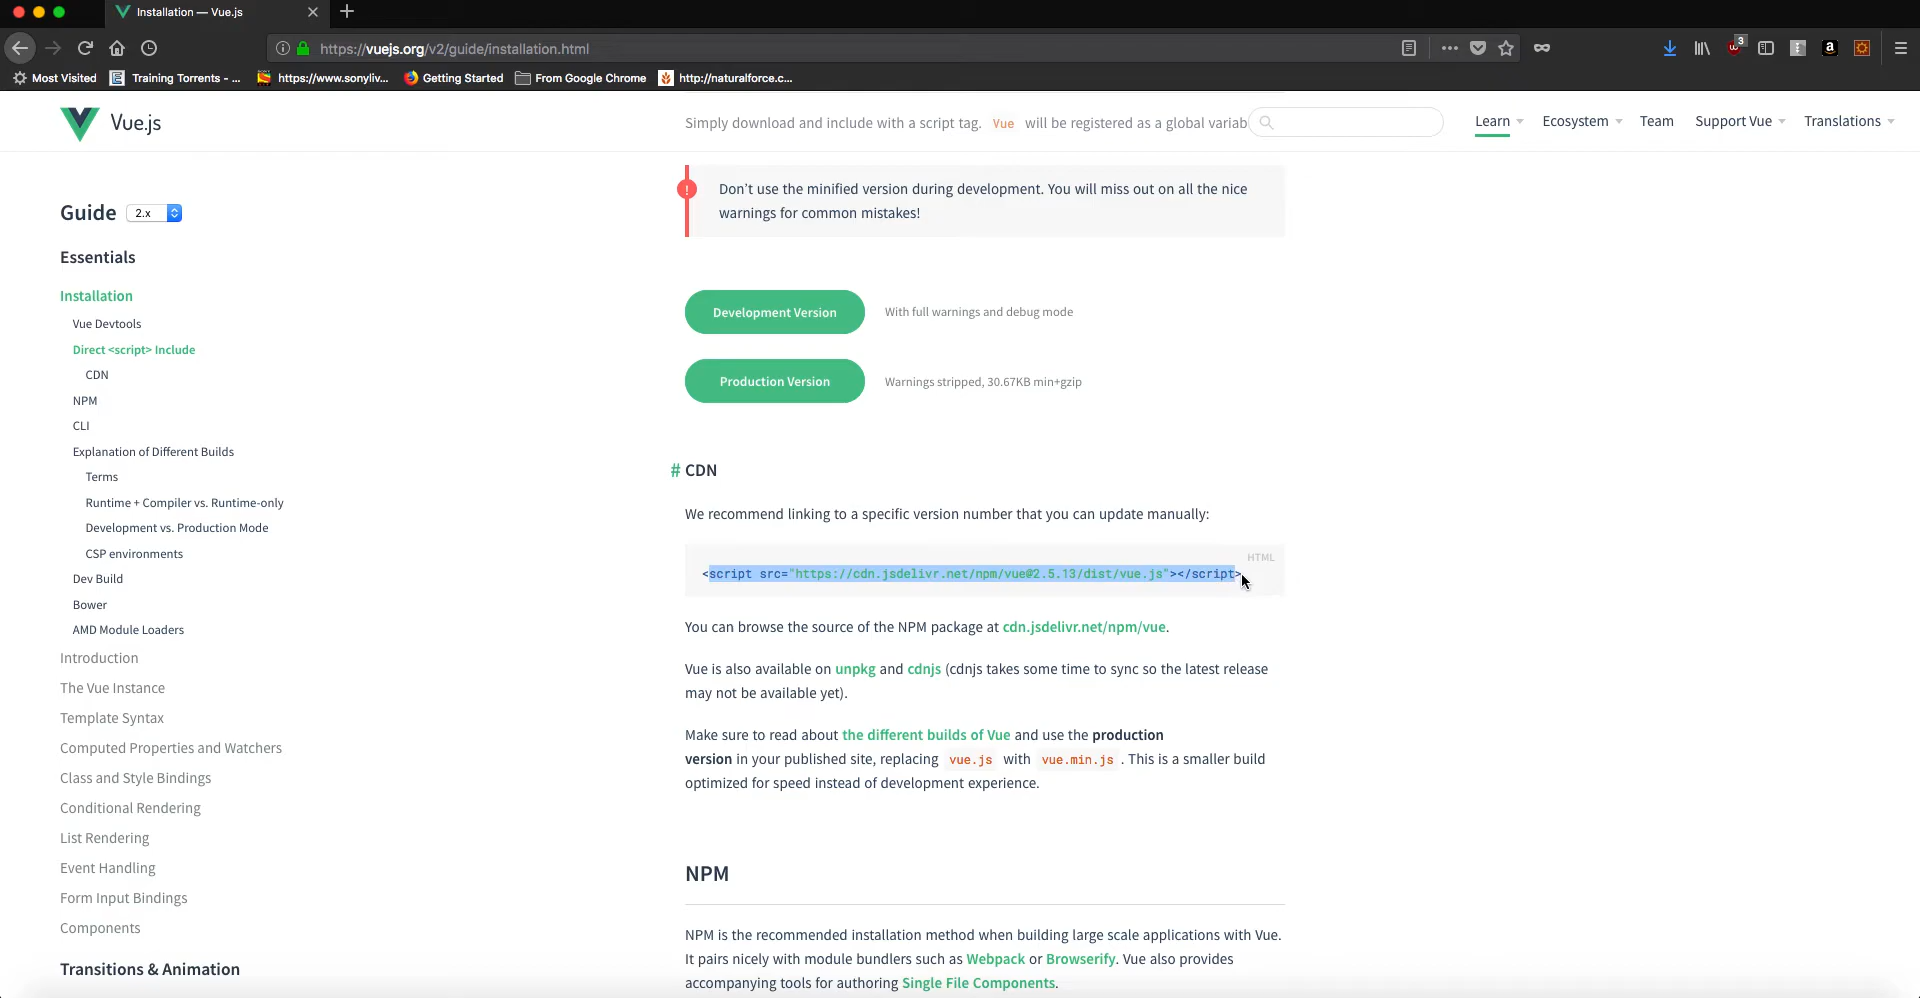 Installation — Vue.js
https://vuejs.org/v2/guide/installation.html
3
Most Visited
Training Torrents - ...
https://www.sonyliv...
Getting Started
From Google Chrome
http://naturalforce.c...
Vue.js
Simply download and include with a script tag. Vue will be registered as a global variab
Learn
Ecosystem
Team
Support Vue
Translations
Guide
2.x
Essentials
Installation
Vue Devtools
Direct <script> Include
CDN
NPM
CLI
Explanation of Different Builds
Terms
Runtime + Compiler vs. Runtime-only
Development vs. Production Mode
CSP environments
Dev Build
Bower
AMD Module Loaders
Introduction
The Vue Instance
Template Syntax
Computed Properties and Watchers
Class and Style Bindings
Conditional Rendering
List Rendering
Event Handling
Form Input Bindings
Components
Transitions & Animation
Don't use the minified version during development. You will miss out on all the nice
warnings for common mistakes!
Development Version
With full warnings and debug mode
Production Version
Warnings stripped, 30.67KB min+gzip
# CDN
We recommend linking to a specific version number that you can update manually:
HTML
<script src="https://cdn.jsdelivr.net/npm/vue@2.5.13/dist/vue.js"></script>
You can browse the source of the NPM package at cdn.jsdelivr.net/npm/vue.
Vue is also available on unpkg and cdnjs (cdnjs takes some time to sync so the latest release
may not be available yet).
Make sure to read about the different builds of Vue and use the production
version in your published site, replacing vue.js with vue.min.js. This is a smaller build
optimized for speed instead of development experience.
NPM
NPM is the recommended installation method when building large scale applications with Vue.
It pairs nicely with module bundlers such as Webpack or Browserify. Vue also provides
accompanying tools for authoring Single File Components.